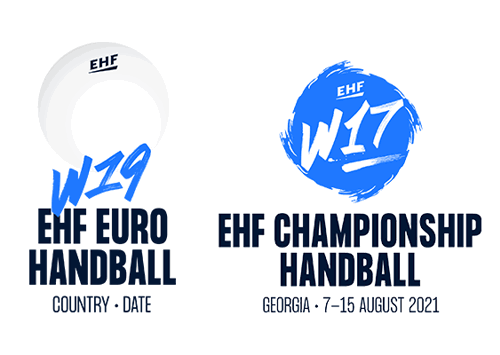 EHF
W19
EHF EURO
HANDBALL
COUNTRY • DATE
EHF
W17
EHF CHAMPIONSHIP
HANDBALL
GEORGIA • 7–15 AUGUST 2021